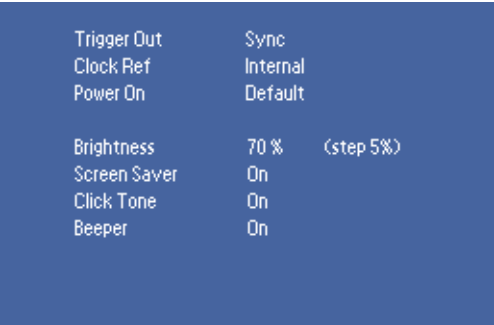 Trigger Out Sync
Clock Ref Internal
Power On Default
Brightness 70 % (step 5%)
Screen Saver On
Click Tone On
Beeper On